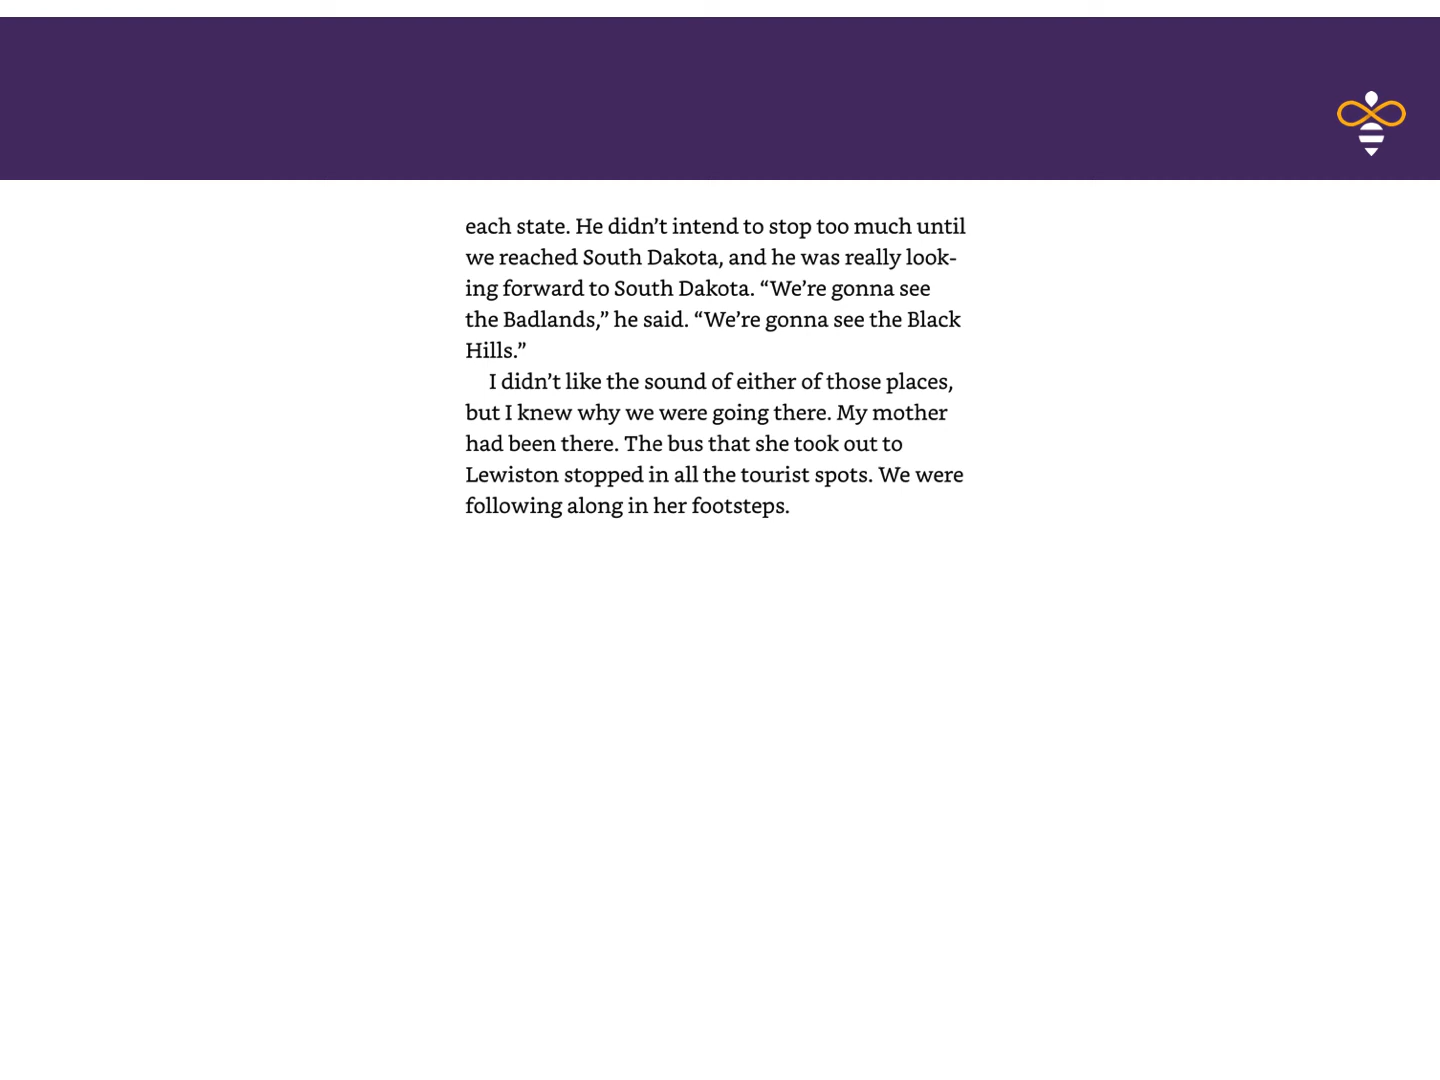 each state. He didn’t intend to stop too much until
we reached South Dakota, and he was really look-
ing forward to South Dakota. “We’re gonna see
the Badlands,” he said. “We’re gonna see the Black
Hills.”
I didn’t like the sound of either of those places,
but I knew why we were going there. My mother
had been there. The bus that she took out to
Lewiston stopped in all the tourist spots. We were
following along in her footsteps.